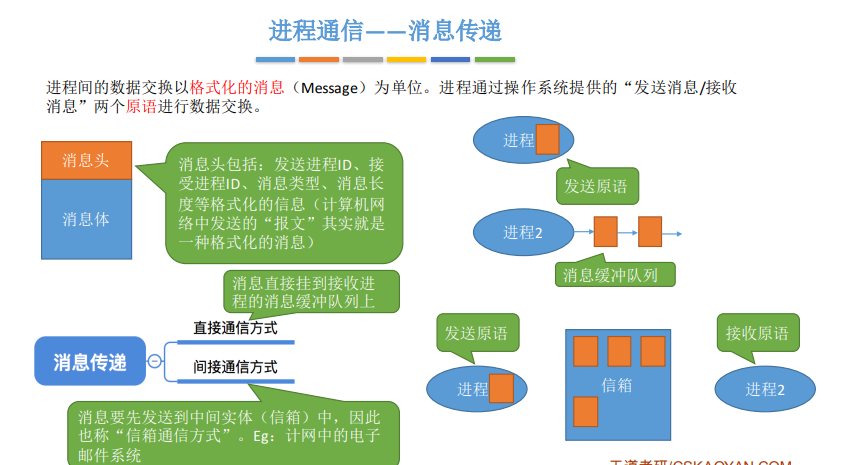 进程通信——消息传递
进程间的数据交换以格式化的消息（Message）为单位。进程通过操作系统提供的“发送消息/接收
消息”两个原语进行数据交换。
消息头
消息体
消息头包括：发送进程ID、接
受进程ID、消息类型、消息长
度等格式化的信息（计算机网
络中发送的“报文”其实就是
一种格式化的消息）
进程
发送原语
进程2
消息缓冲队列
消息直接挂到接收进
程的消息缓冲队列上
消息传递
直接通信方式
间接通信方式
消息要先发送到中间实体（信箱）中，因此
也称“信箱通信方式”。Eg：计网中的电子
邮件系统
发送原语
进程
信箱
接收原语
进程2
王道考研/CSKAOYAN.COM